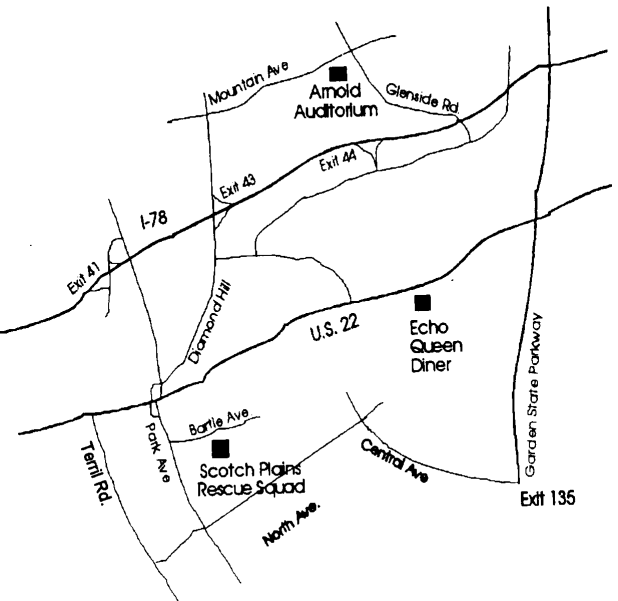 Mountain Ave
Arnold
Auditorium
Glenside Rd.
Exit 44
Exit 43
I-78
Exit 41
Diamond Hill
U.S. 22
Echo
Queen
Diner
Garden State Parkway
Bartle Ave
Park Ave
Terril Rd.
Scotch Plains
Rescue Squad
Central Ave
North Ave.
Exit 135